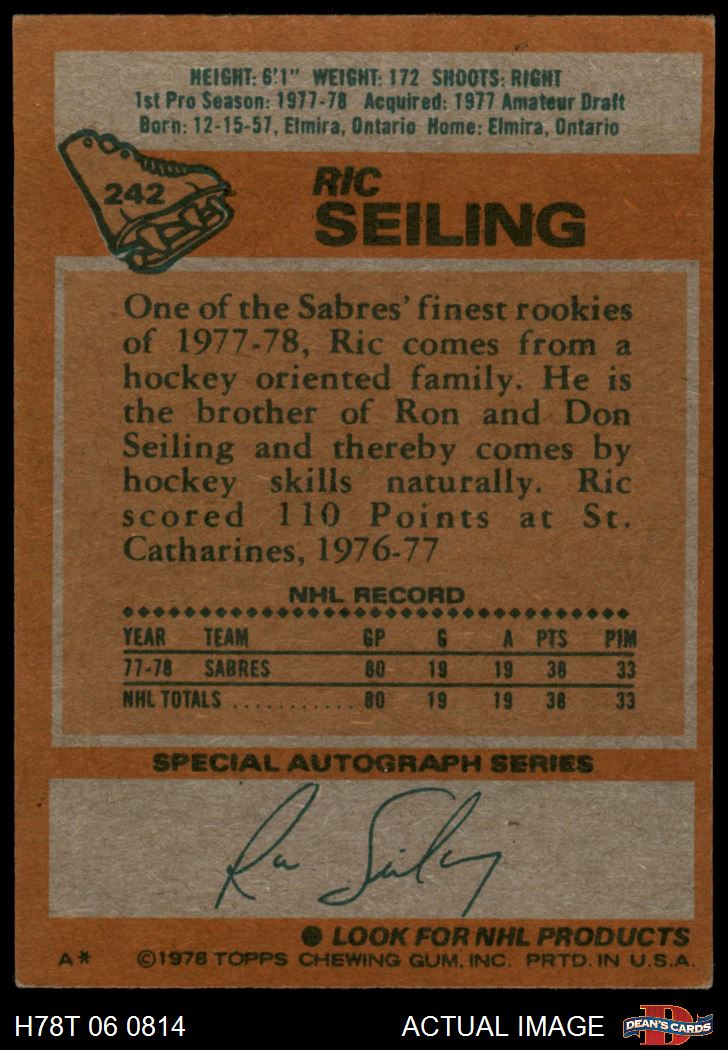 HEIGHT: 6'1" WEIGHT: 172 SHOOTS: RIGHT
1st Pro Season: 1977-78 Acquired: 1977 Amateur Draft
Born: 12-15-57, Elmira, Ontario Home: Elmira, Ontario
242
RIC
SEILING
One of the Sabres' finest rookies
of 1977-78, Ric comes from a
hockey oriented family. He is
the brother of Ron and Don
Seiling and thereby comes by
hockey skills naturally. Ric
scored 110 Points at St.
Catharines, 1976-77
NHL RECORD
YEAR TEAM GP G A PTS PIM
77-78 SABRES 80 19 19 38 33
NHL TOTALS ............ 80 19 19 38 33
SPECIAL AUTOGRAPH SERIES
Ric Seiling
● LOOK FOR NHL PRODUCTS
A* ©1978 TOPPS CHEWING GUM, INC. PRTD. IN U.S.A.
H78T 06 0814 ACTUAL IMAGE DEAN'S CARDS